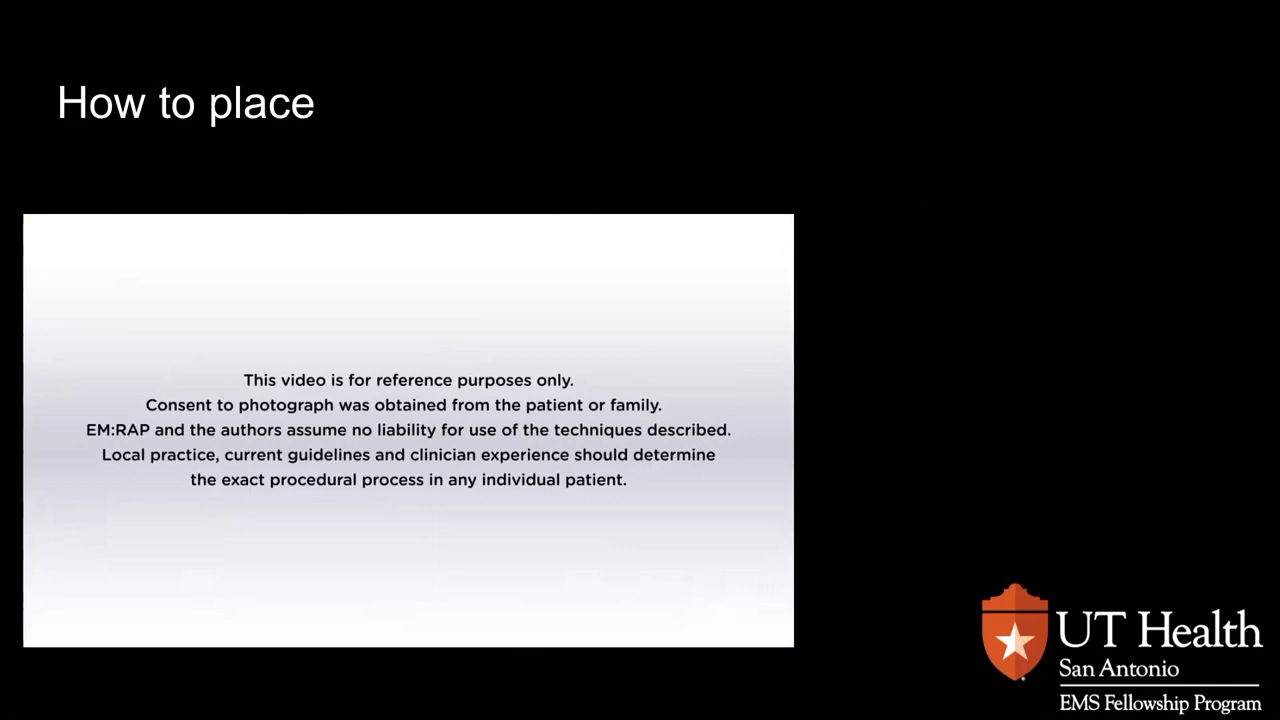 How to place
This video is for reference purposes only.
Consent to photograph was obtained from the patient or family.
EM:RAP and the authors assume no liability for use of the techniques described.
Local practice, current guidelines and clinician experience should determine
the exact procedural process in any individual patient.
UT Health
San Antonio
EMS Fellowship Program